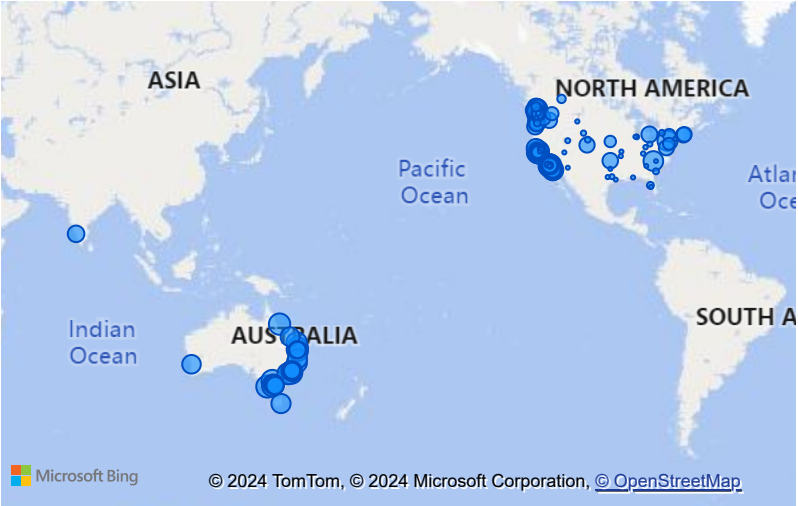 ASIA
NORTH AMERICA
Pacific
Ocean
Atlan
Oce
Indian
Ocean
AUSTRALIA
SOUTH A
Microsoft Bing
© 2024 TomTom, © 2024 Microsoft Corporation, © OpenStreetMap